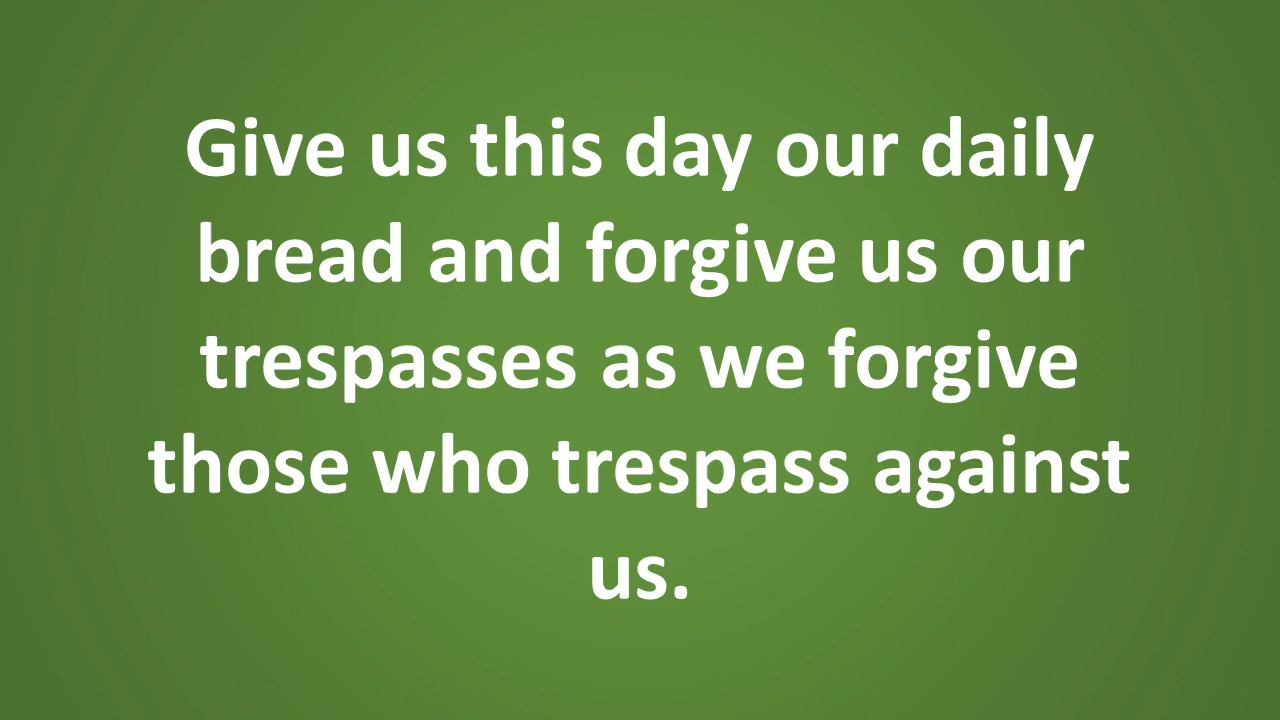 Give us this day our daily
bread and forgive us our
trespasses as we forgive
those who trespass against
us.